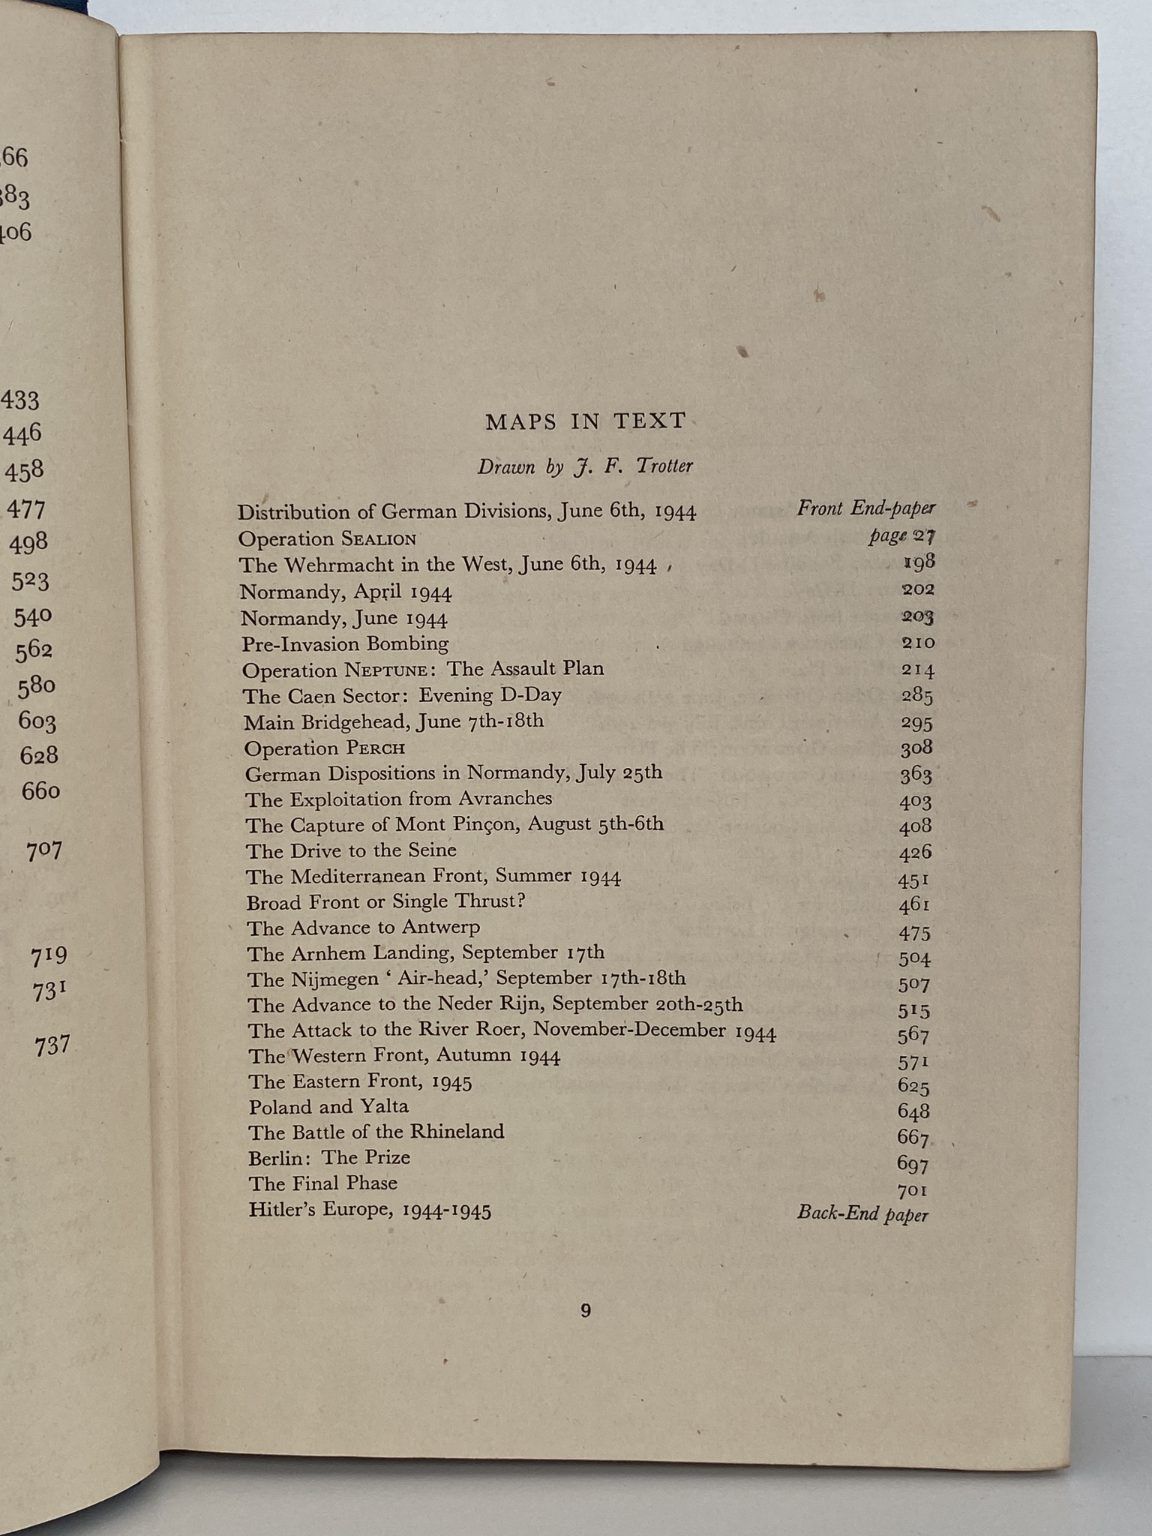 66
383
406
433
446
458
477
498
523
540
562
580
603
628
660
707
719
731
737
MAPS IN TEXT
Drawn by J. F. Trotter
Distribution of German Divisions, June 6th, 1944 Front End-paper
Operation SEALION page 27
The Wehrmacht in the West, June 6th, 1944 198
Normandy, April 1944 202
Normandy, June 1944 203
Pre-Invasion Bombing 210
Operation NEPTUNE: The Assault Plan 214
The Caen Sector: Evening D-Day 285
Main Bridgehead, June 7th-18th 295
Operation PERCH 308
German Dispositions in Normandy, July 25th 363
The Exploitation from Avranches 403
The Capture of Mont Pinçon, August 5th-6th 408
The Drive to the Seine 426
The Mediterranean Front, Summer 1944 451
Broad Front or Single Thrust? 461
The Advance to Antwerp 475
The Arnhem Landing, September 17th 504
The Nijmegen ‘ Air-head,’ September 17th-18th 507
The Advance to the Neder Rijn, September 20th-25th 515
The Attack to the River Roer, November-December 1944 567
The Western Front, Autumn 1944 571
The Eastern Front, 1945 625
Poland and Yalta 648
The Battle of the Rhineland 667
Berlin: The Prize 697
The Final Phase 701
Hitler’s Europe, 1944-1945 Back-End paper
9